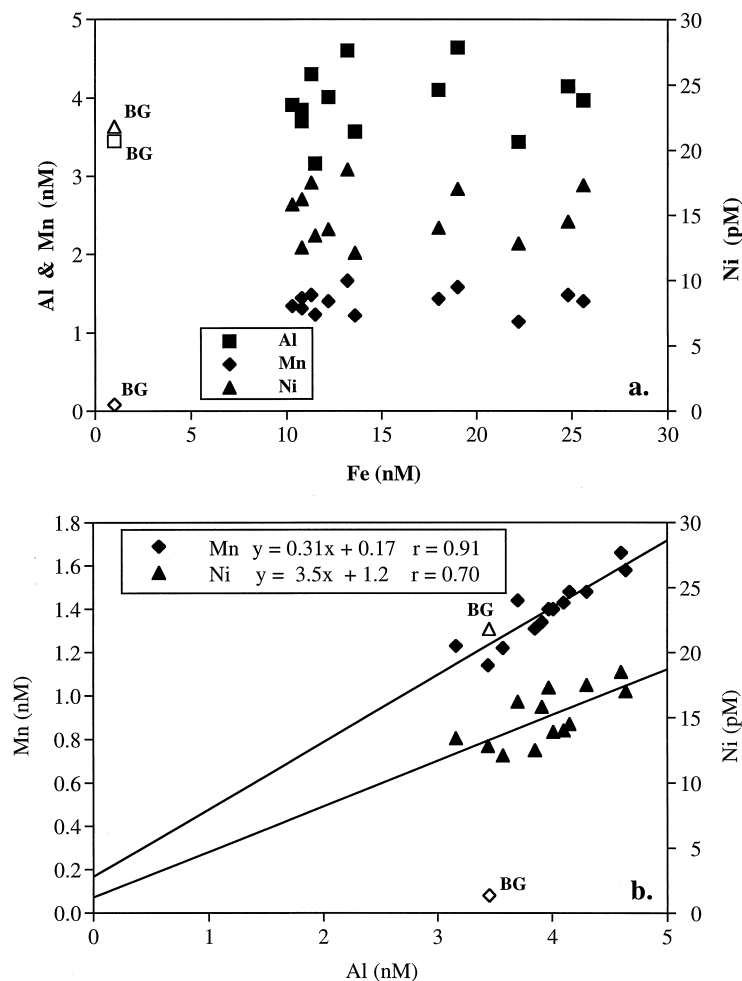 5 30
BG
4 25
BG
20
Al & Mn (nM)
3
15
Ni (pM)
2
10
1
Al
Mn
Ni
5
BG
a.
0 0
0 5 10 15 20 25 30
Fe (nM)
1.8 30
Mn y = 0.31x + 0.17 r = 0.91
Ni y = 3.5x + 1.2 r = 0.70
1.6
25
1.4
BG
1.2 20
1.0
Mn (nM)
15
Ni (pM)
0.8
0.6 10
0.4
5
0.2
BG
b.
0.0 0
0 1 2 3 4 5
Al (nM)